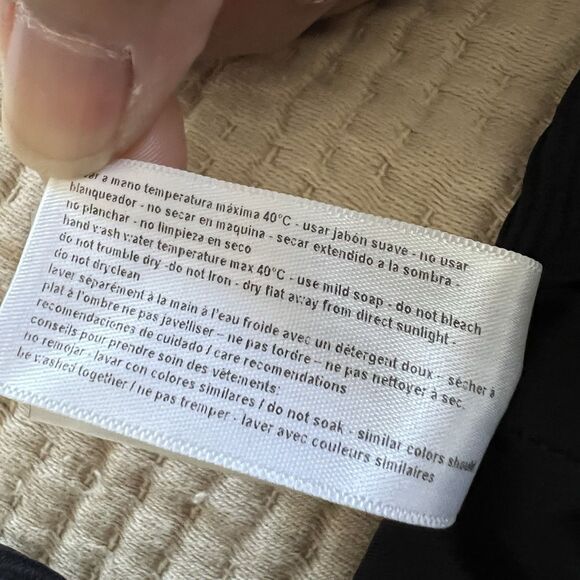 a mano temperatura máxima 40°C - usar jabón suave - no usar
blanqueador - no secar en maquina - secar extendido a la sombra -
no planchar - no limpieza en seco
hand wash water temperature max 40°C - use mild soap - do not bleach
do not trumble dry -do not Iron - dry flat away from direct sunlight -
do not dryclean
laver séparément à la main à l'eau froide avec un détergent doux - sécher à
plat à l'ombre ne pas javelliser – ne pas tordre – ne pas nettoyer à sec.
recomendaciones de cuidado / care recomendations
conseils pour prendre soin des vêtements:
no remojar - lavar con colores similares / do not soak - similar colors should
be washed together / ne pas tremper - laver avec couleurs similaires